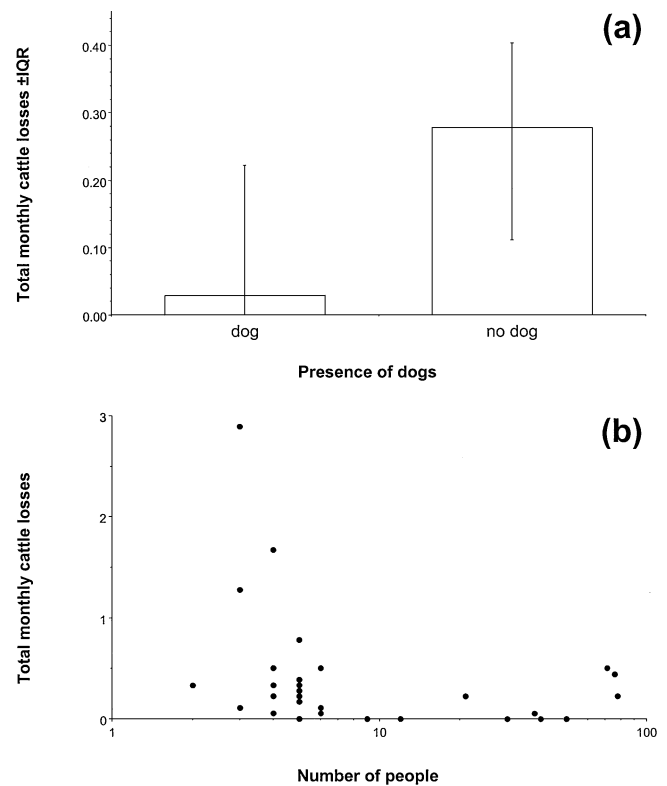 (a)
Total monthly cattle losses ±IQR
0.40
0.30
0.20
0.10
0.00
dog
no dog
Presence of dogs
(b)
Total monthly cattle losses
3
2
1
0
1
10
100
Number of people